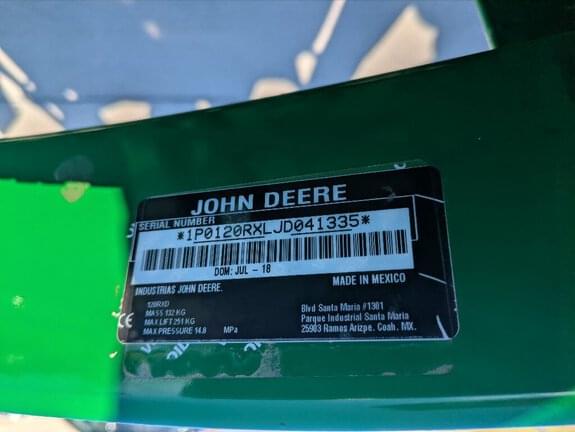 JOHN DEERE
SERIAL NUMBER
*1P0120RXLJD041335*
DOM: JUL - 18
INDUSTRIAS JOHN DEERE.
MADE IN MEXICO
120RXD
MASS 132 KG
MAX LIFT 251 KG
MAX PRESSURE 14.8 MPa
CE
Blvd Santa Maria #1301
Parque Industrial Santa Maria
25903 Ramos Arizpe. Coah. MX.